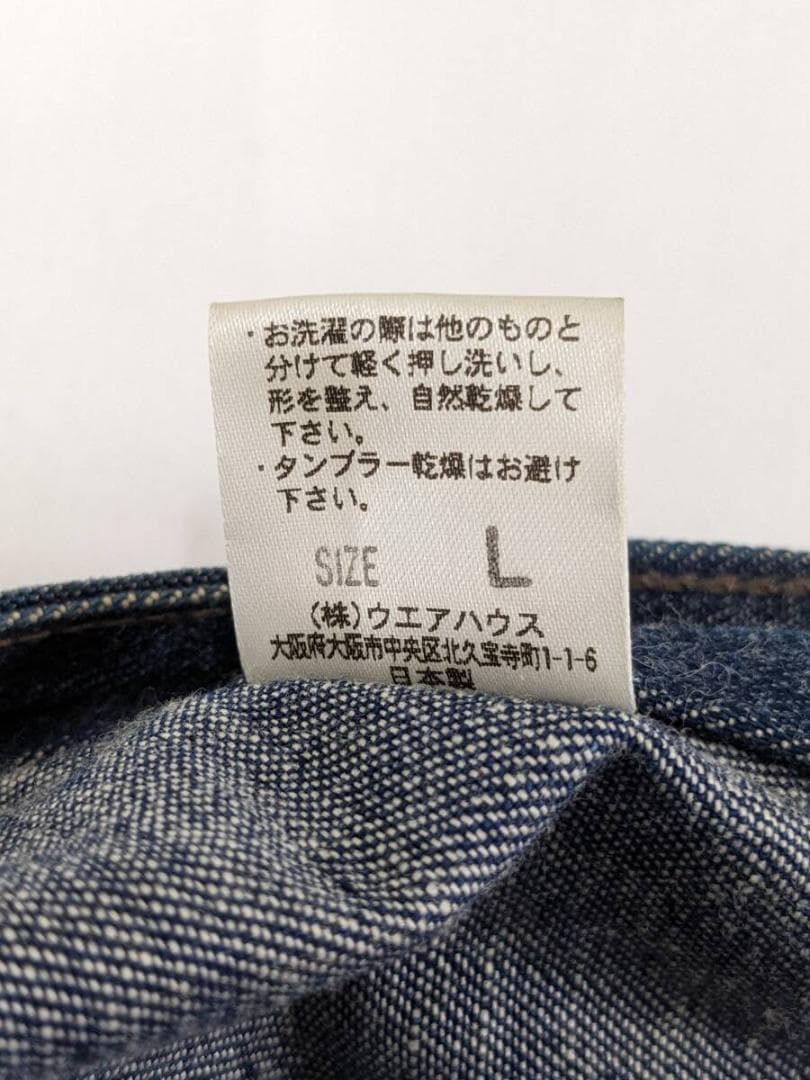 ・お洗濯の際は他のものと
分けて軽く押し洗いし、
形を整え、自然乾燥して
下さい。
・タンブラー乾燥はお避け
下さい。
SIZE L
(株)ウエアハウス
大阪府大阪市中央区北久宝寺町1-1-6
日本製